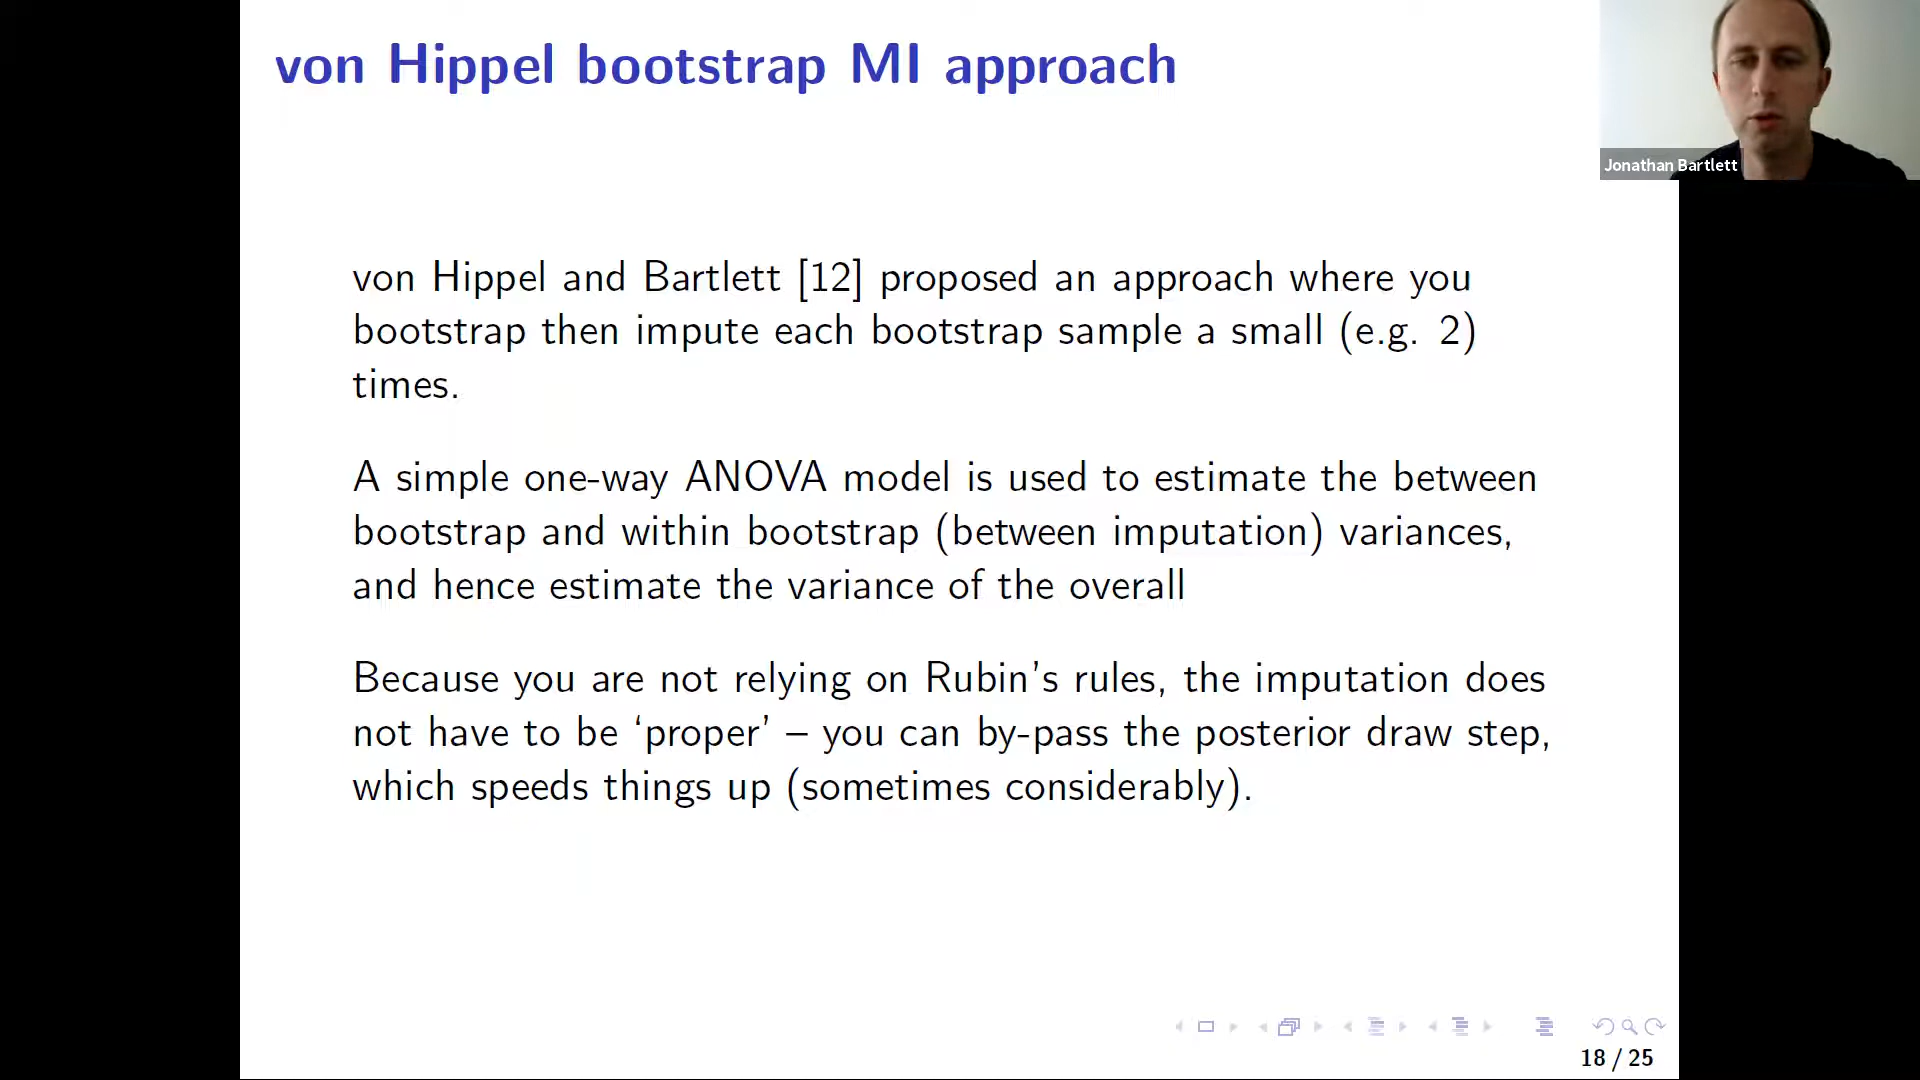 von Hippel bootstrap MI approach
Jonathan Bartlett
von Hippel and Bartlett [12] proposed an approach where you
bootstrap then impute each bootstrap sample a small (e.g. 2)
times.
A simple one-way ANOVA model is used to estimate the between
bootstrap and within bootstrap (between imputation) variances,
and hence estimate the variance of the overall
Because you are not relying on Rubin’s rules, the imputation does
not have to be ‘proper’ – you can by-pass the posterior draw step,
which speeds things up (sometimes considerably).
18 / 25